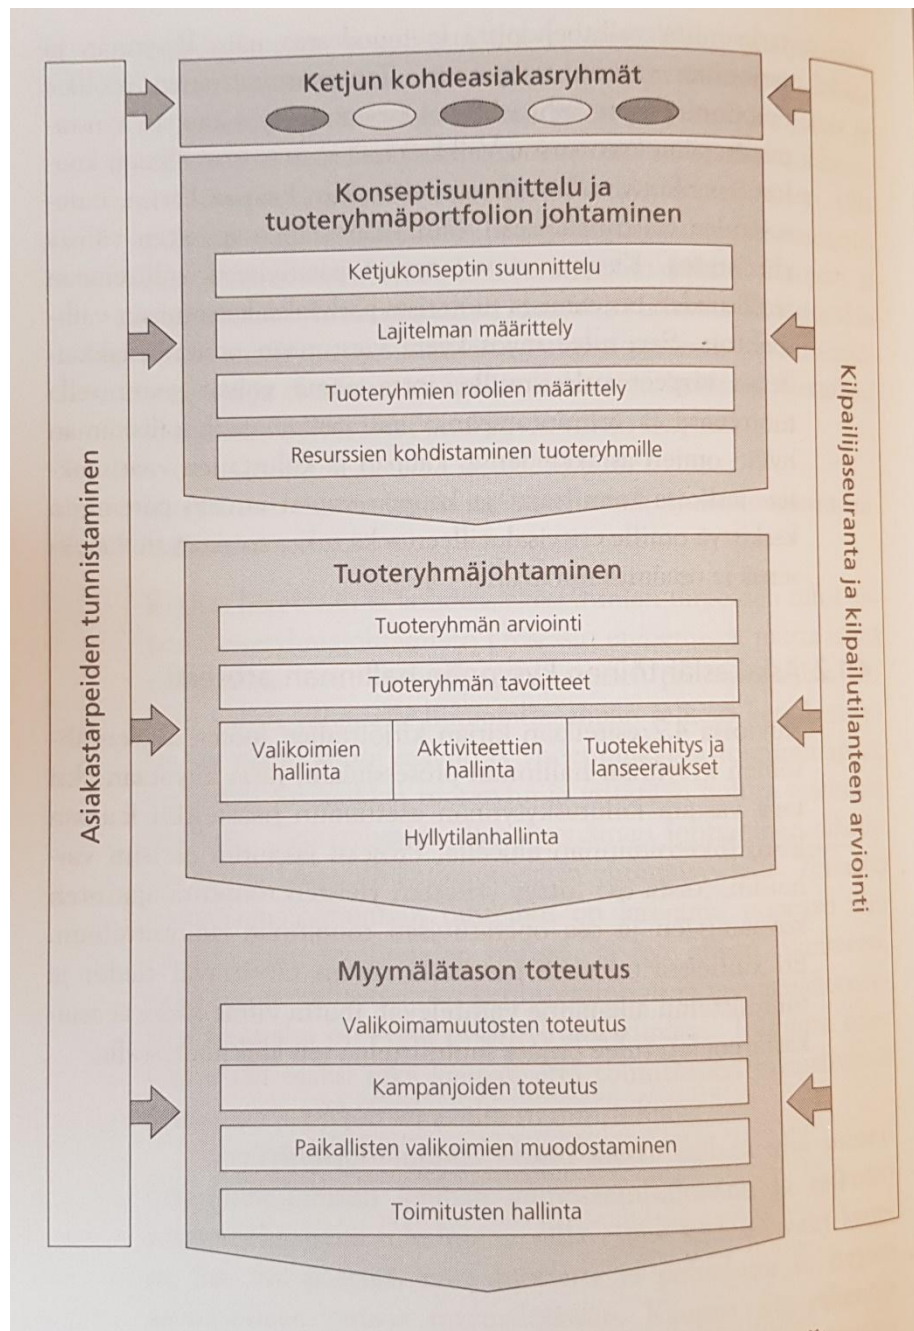 Ketjun kohdeasiakasryhmät
Konseptisuunnittelu ja
tuoteryhmäportfolion johtaminen
Ketjukonseptin suunnittelu
Lajitelman määrittely
Tuoteryhmien roolien määrittely
Resurssien kohdistaminen tuoteryhmille
Tuoteryhmäjohtaminen
Tuoteryhmän arviointi
Tuoteryhmän tavoitteet
Valikoimien
hallinta
Aktiviteettien
hallinta
Tuotekehitys ja
lanseeraukset
Hyllytilanhallinta
Myymälätason toteutus
Valikoimamuutosten toteutus
Kampanjoiden toteutus
Paikallisten valikoimien muodostaminen
Toimitusten hallinta
Asiakastarpeiden tunnistaminen
Kilpailijaseuranta ja kilpailutilanteen arviointi